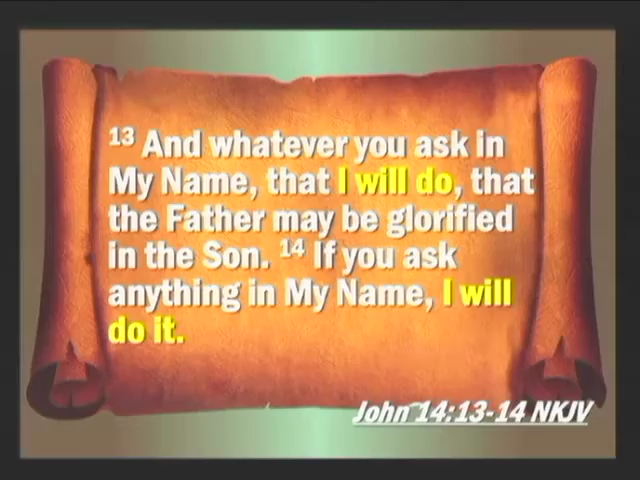 13 And whatever you ask in
My Name, that I will do, that
the Father may be glorified
in the Son. 14 If you ask
anything in My Name, I will
do it.
John 14:13-14 NKJV